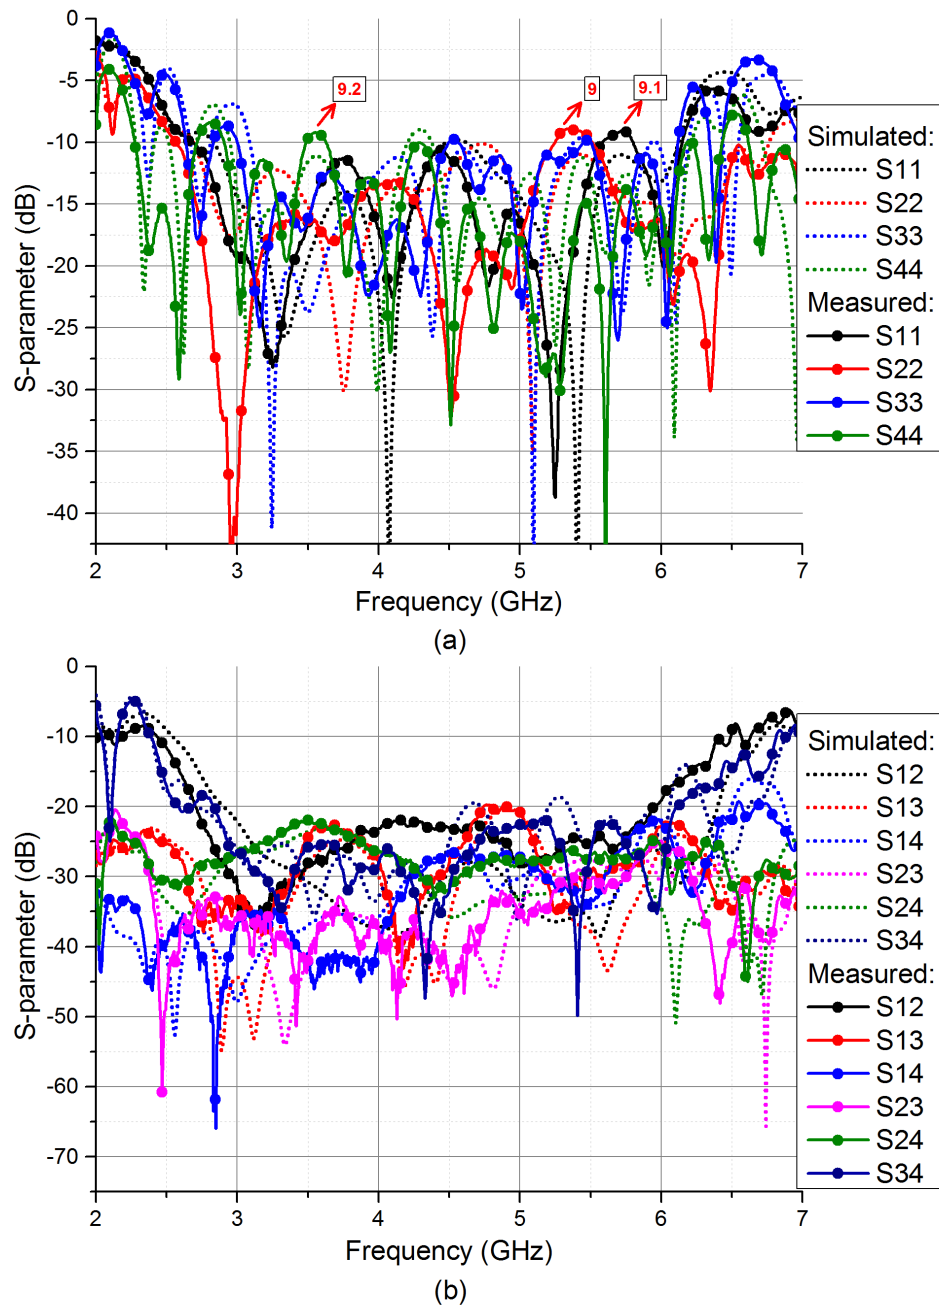 0
-5
-10
-15
-20
-25
-30
-35
-40
S-parameter (dB)
9.2
9
9.1
Simulated:
S11
S22
S33
S44
Measured:
S11
S22
S33
S44
2
3
4
5
6
7
Frequency (GHz)
(a)
0
-10
-20
-30
-40
-50
-60
-70
S-parameter (dB)
Simulated:
S12
S13
S14
S23
S24
S34
Measured:
S12
S13
S14
S23
S24
S34
2
3
4
5
6
7
Frequency (GHz)
(b)